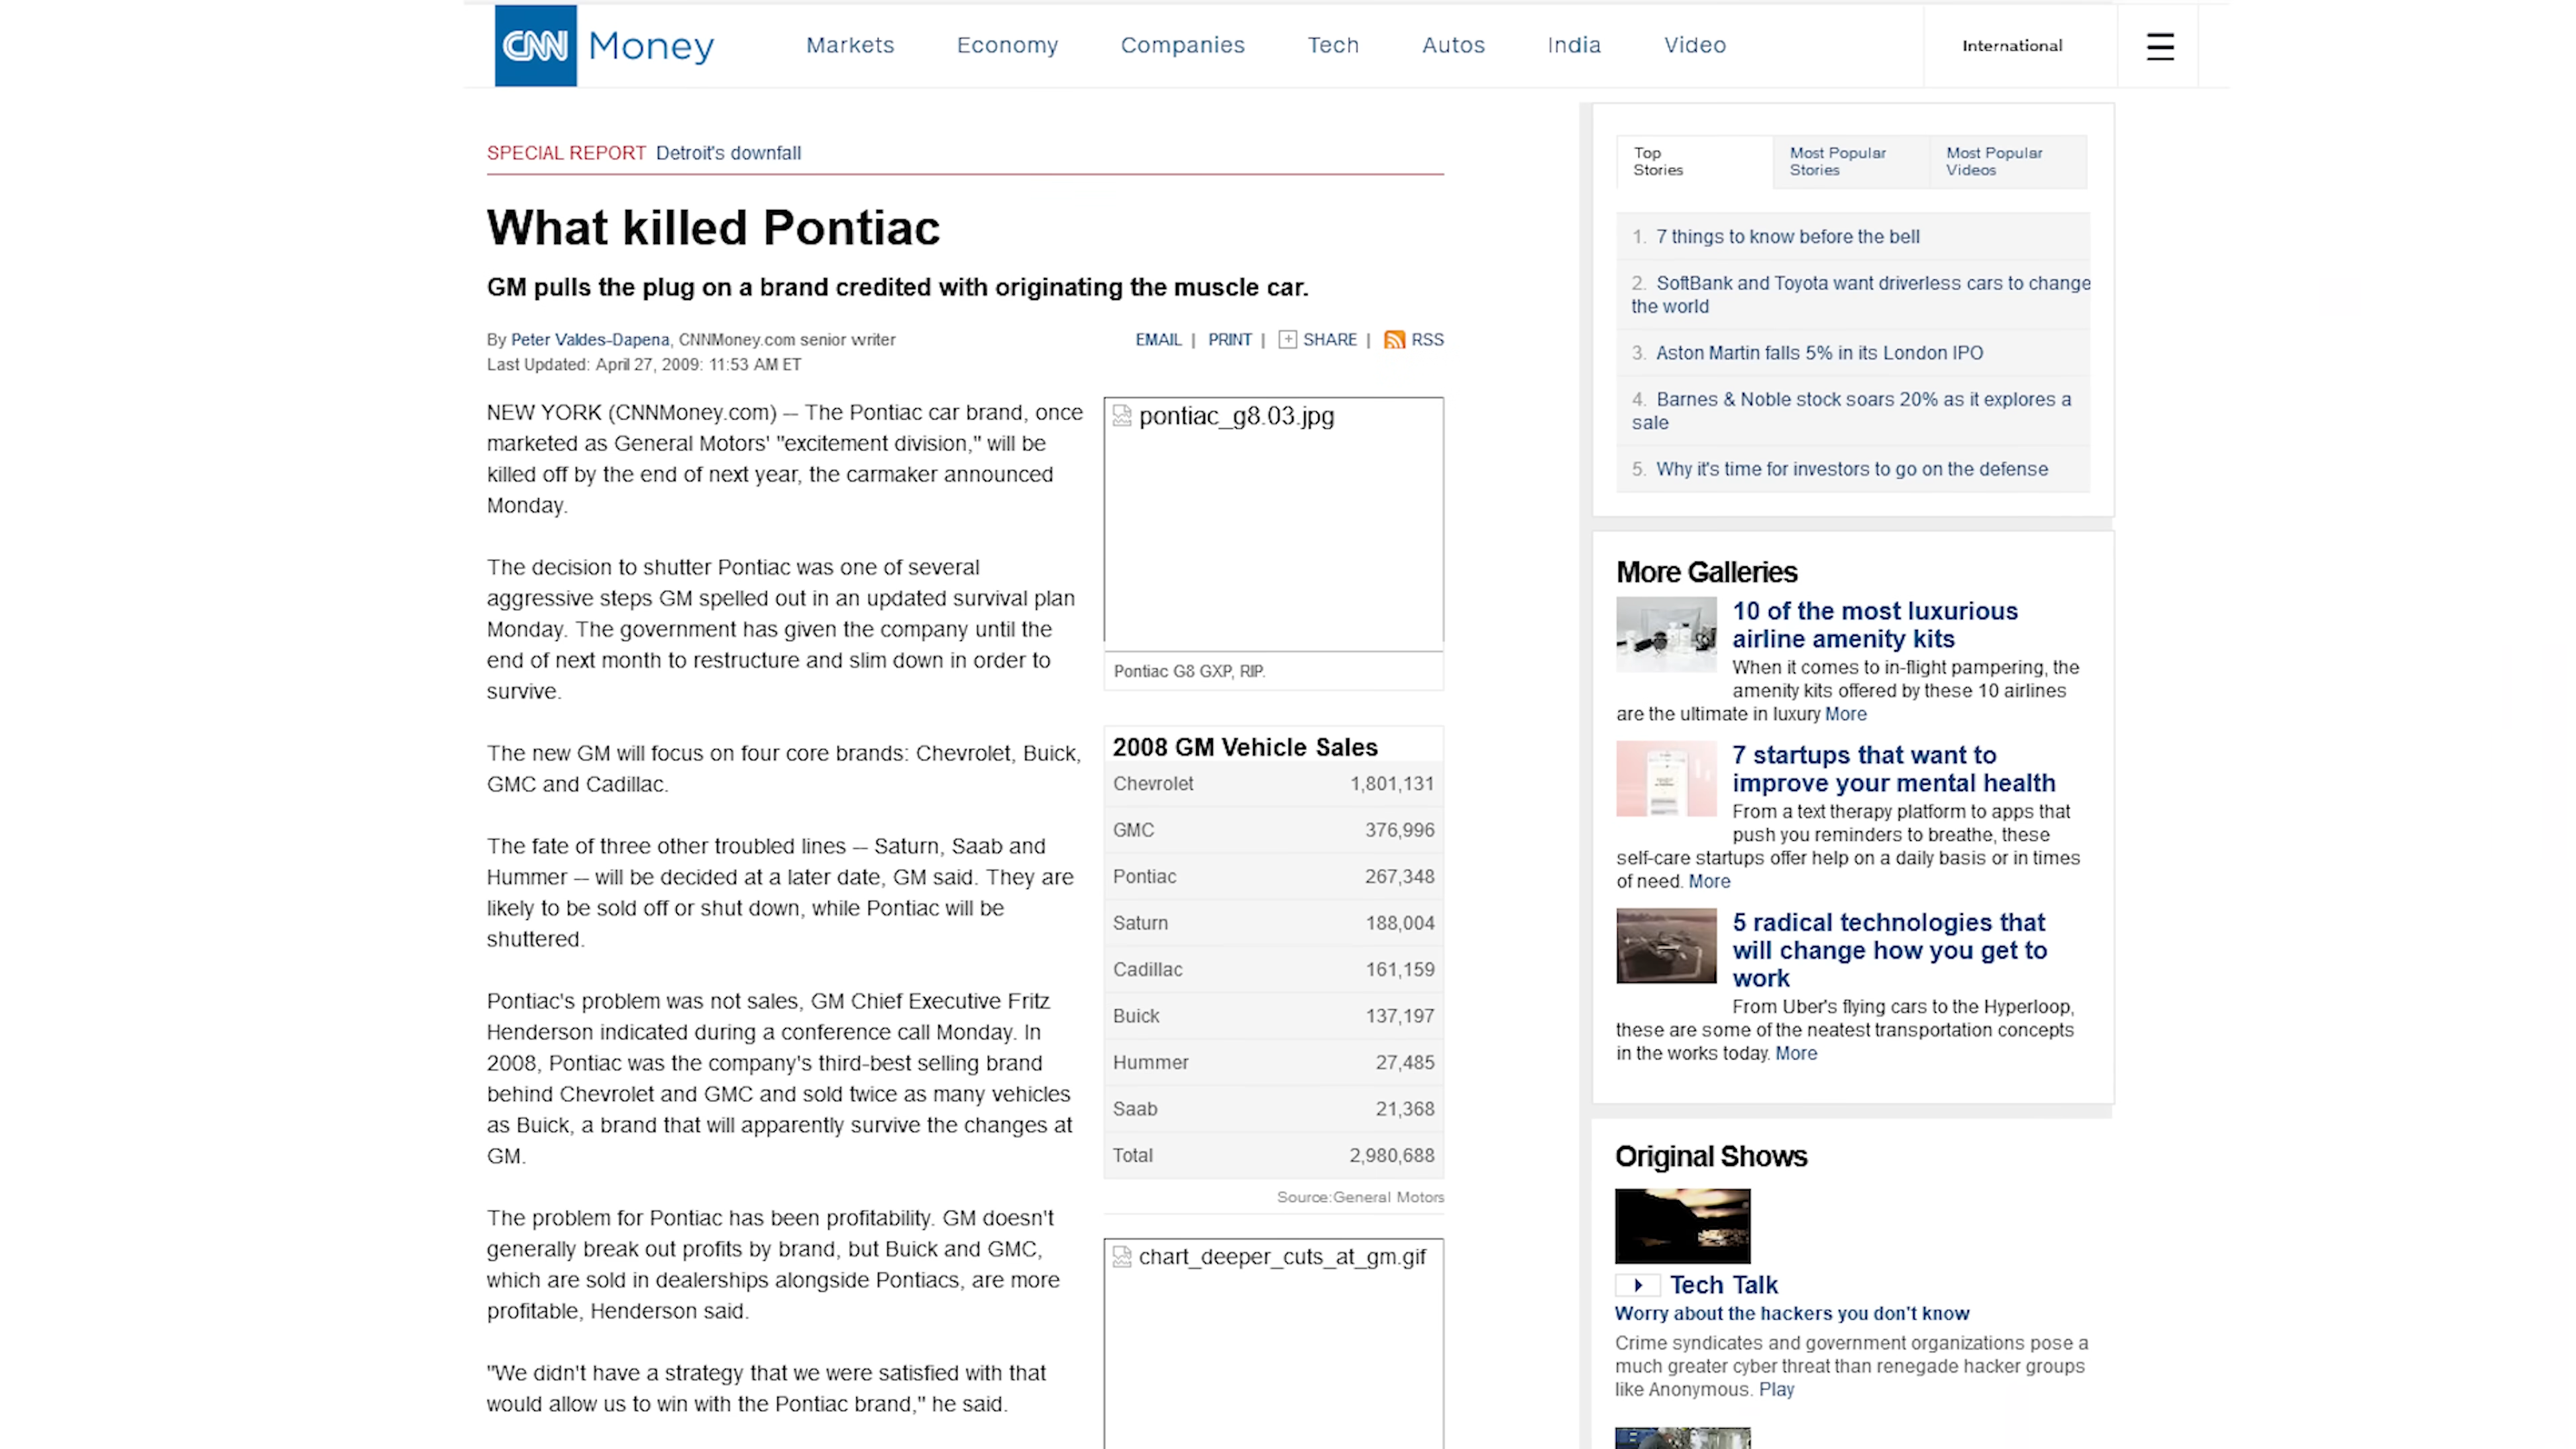 CNN Money
Markets
Economy
Companies
Tech
Autos
India
Video
International
SPECIAL REPORT Detroit's downfall
What killed Pontiac
GM pulls the plug on a brand credited with originating the muscle car.
By Peter Valdes-Dapena, CNNMoney.com senior writer
Last Updated: April 27, 2009: 11:53 AM ET
EMAIL | PRINT | SHARE | RSS
NEW YORK (CNNMoney.com) -- The Pontiac car brand, once
marketed as General Motors' "excitement division," will be
killed off by the end of next year, the carmaker announced
Monday.
The decision to shutter Pontiac was one of several
aggressive steps GM spelled out in an updated survival plan
Monday. The government has given the company until the
end of next month to restructure and slim down in order to
survive.
The new GM will focus on four core brands: Chevrolet, Buick,
GMC and Cadillac.
The fate of three other troubled lines -- Saturn, Saab and
Hummer -- will be decided at a later date, GM said. They are
likely to be sold off or shut down, while Pontiac will be
shuttered.
Pontiac's problem was not sales, GM Chief Executive Fritz
Henderson indicated during a conference call Monday. In
2008, Pontiac was the company's third-best selling brand
behind Chevrolet and GMC and sold twice as many vehicles
as Buick, a brand that will apparently survive the changes at
GM.
The problem for Pontiac has been profitability. GM doesn't
generally break out profits by brand, but Buick and GMC,
which are sold in dealerships alongside Pontiacs, are more
profitable, Henderson said.
"We didn't have a strategy that we were satisfied with that
would allow us to win with the Pontiac brand," he said.
pontiac_g8.03.jpg
Pontiac G8 GXP, RIP.
2008 GM Vehicle Sales
Chevrolet 1,801,131
GMC 376,996
Pontiac 267,348
Saturn 188,004
Cadillac 161,159
Buick 137,197
Hummer 27,485
Saab 21,368
Total 2,980,688
Source:General Motors
chart_deeper_cuts_at_gm.gif
Top
Stories
Most Popular
Stories
Most Popular
Videos
1. 7 things to know before the bell
2. SoftBank and Toyota want driverless cars to change
the world
3. Aston Martin falls 5% in its London IPO
4. Barnes & Noble stock soars 20% as it explores a
sale
5. Why it's time for investors to go on the defense
More Galleries
10 of the most luxurious
airline amenity kits
When it comes to in-flight pampering, the
amenity kits offered by these 10 airlines
are the ultimate in luxury More
7 startups that want to
improve your mental health
From a text therapy platform to apps that
push you reminders to breathe, these
self-care startups offer help on a daily basis or in times
of need. More
5 radical technologies that
will change how you get to
work
From Uber's flying cars to the Hyperloop,
these are some of the neatest transportation concepts
in the works today. More
Original Shows
Tech Talk
Worry about the hackers you don't know
Crime syndicates and government organizations pose a
much greater cyber threat than renegade hacker groups
like Anonymous. Play